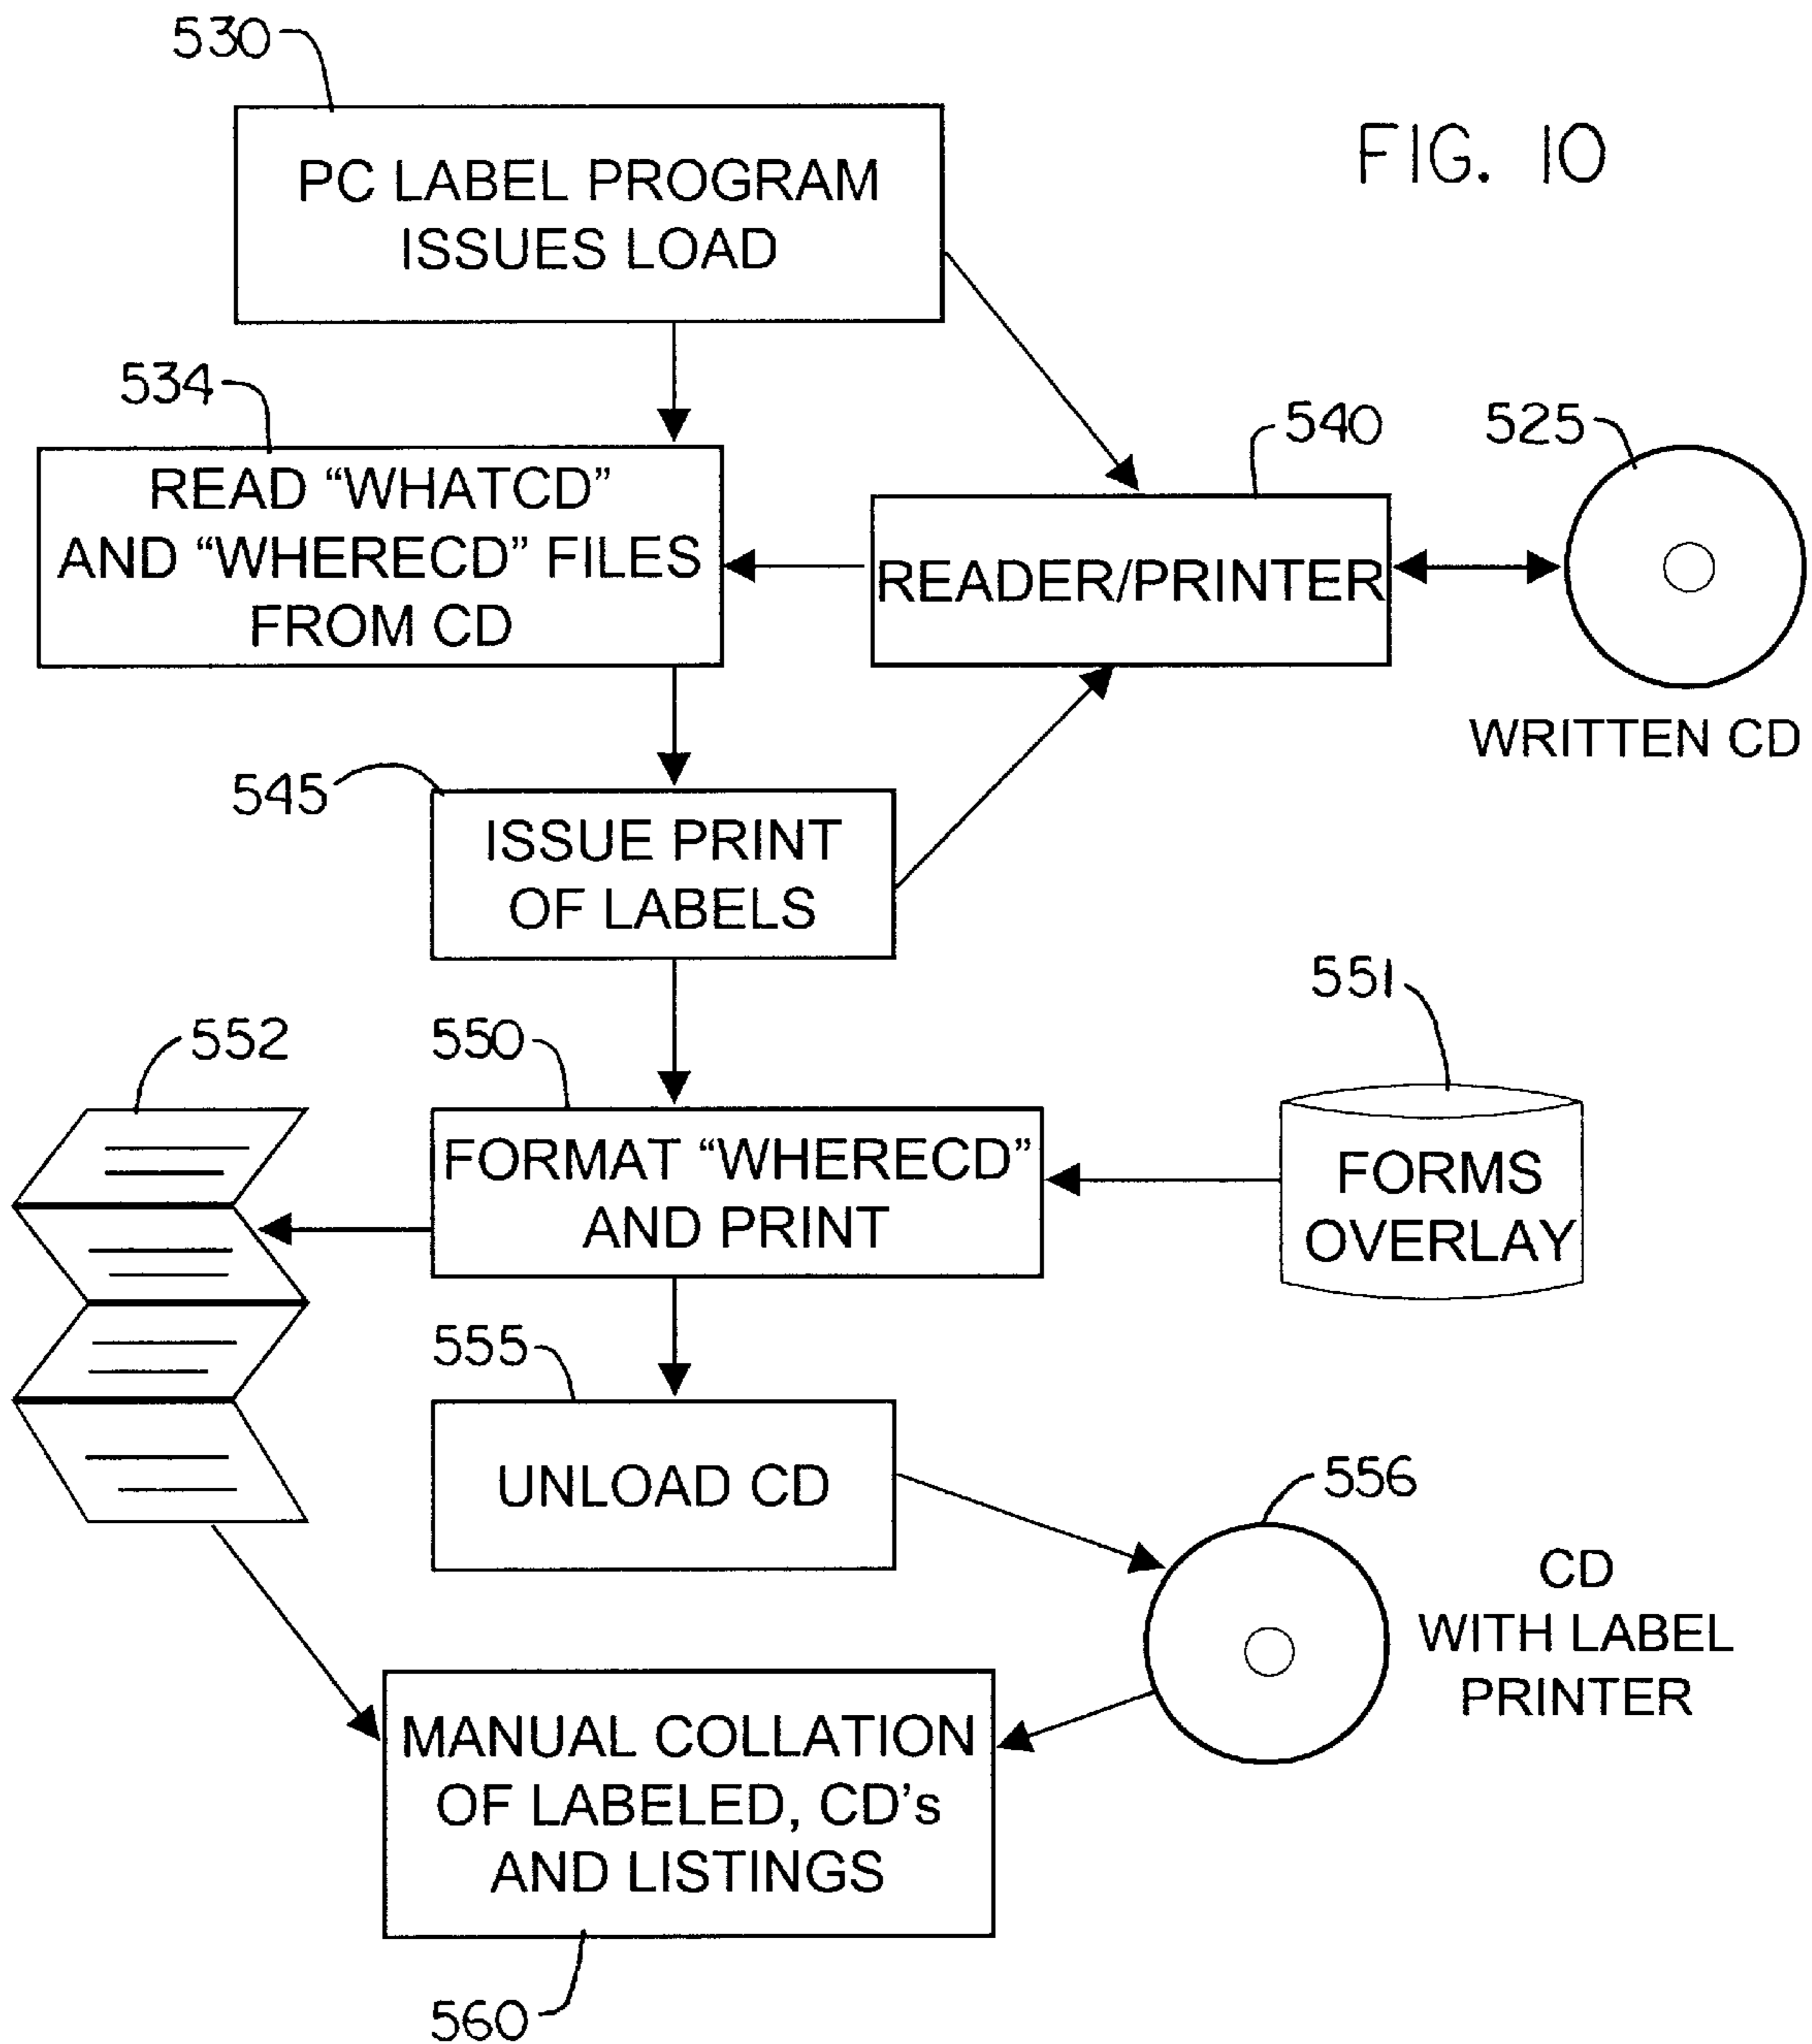 530
FIG. 10
PC LABEL PROGRAM
ISSUES LOAD
534
540
525
READ “WHATCD”
AND “WHERECD” FILES
FROM CD
READER/PRINTER
WRITTEN CD
545
ISSUE PRINT
OF LABELS
551
552
550
FORMAT “WHERECD”
AND PRINT
FORMS
OVERLAY
555
UNLOAD CD
556
CD
WITH LABEL
PRINTER
MANUAL COLLATION
OF LABELED, CD’s
AND LISTINGS
560